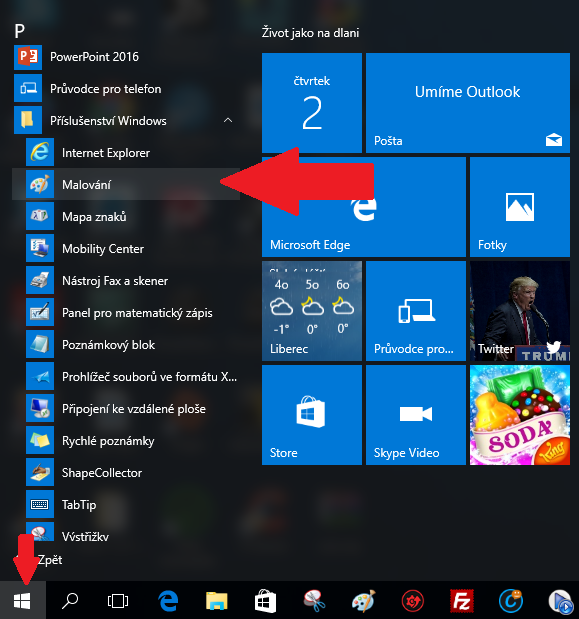 P
PowerPoint 2016
Průvodce pro telefon
Příslušenství Windows
Internet Explorer
Malování
Mapa znaků
Mobility Center
Nástroj Fax a skener
Panel pro matematický zápis
Poznámkový blok
Prohlížeč souborů ve formátu X...
Připojení ke vzdálené ploše
Rychlé poznámky
ShapeCollector
TabTip
Výstřižky
Zpět
Život jako na dlani
čtvrtek
2
Umíme Outlook
Pošta
Microsoft Edge
Fotky
4o 5o 6o
-1° 0° 0°
Liberec
Průvodce pro...
Twitter
TRUM
Store
Skype Video
SODA
King
FZ